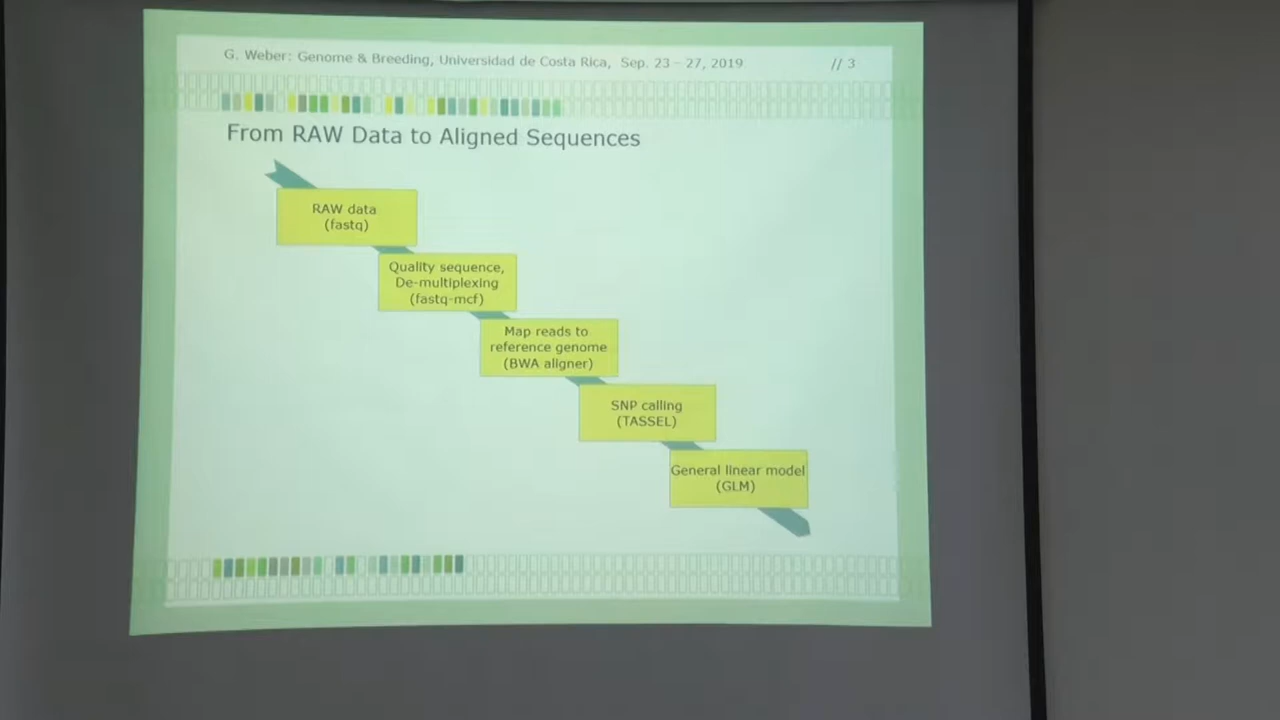 G. Weber: Genome & Breeding, Universidad de Costa Rica, Sep. 23 – 27, 2019 // 3
From RAW Data to Aligned Sequences
RAW data
(fastq)
Quality sequence,
De-multiplexing
(fastq-mcf)
Map reads to
reference genome
(BWA aligner)
SNP calling
(TASSEL)
General linear model
(GLM)